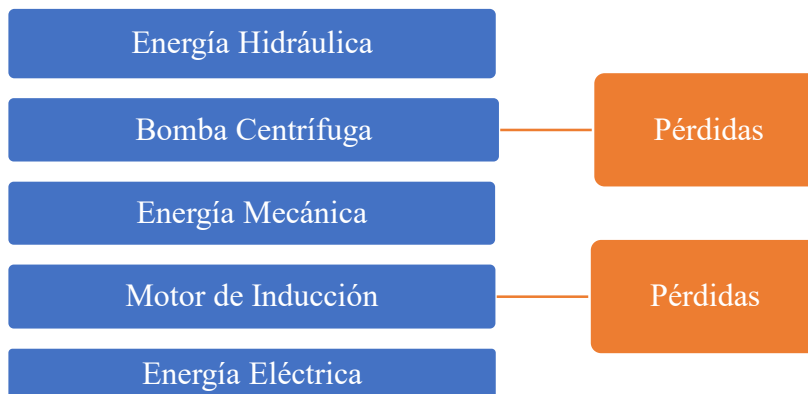 Energía Hidráulica
Bomba Centrífuga
Pérdidas
Energía Mecánica
Motor de Inducción
Pérdidas
Energía Eléctrica